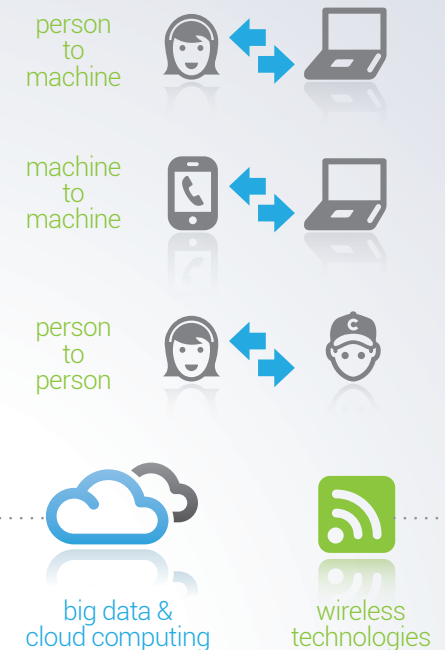 person
to
machine
machine
to
machine
person
to
person
C
big data &
cloud computing
wireless
technologies